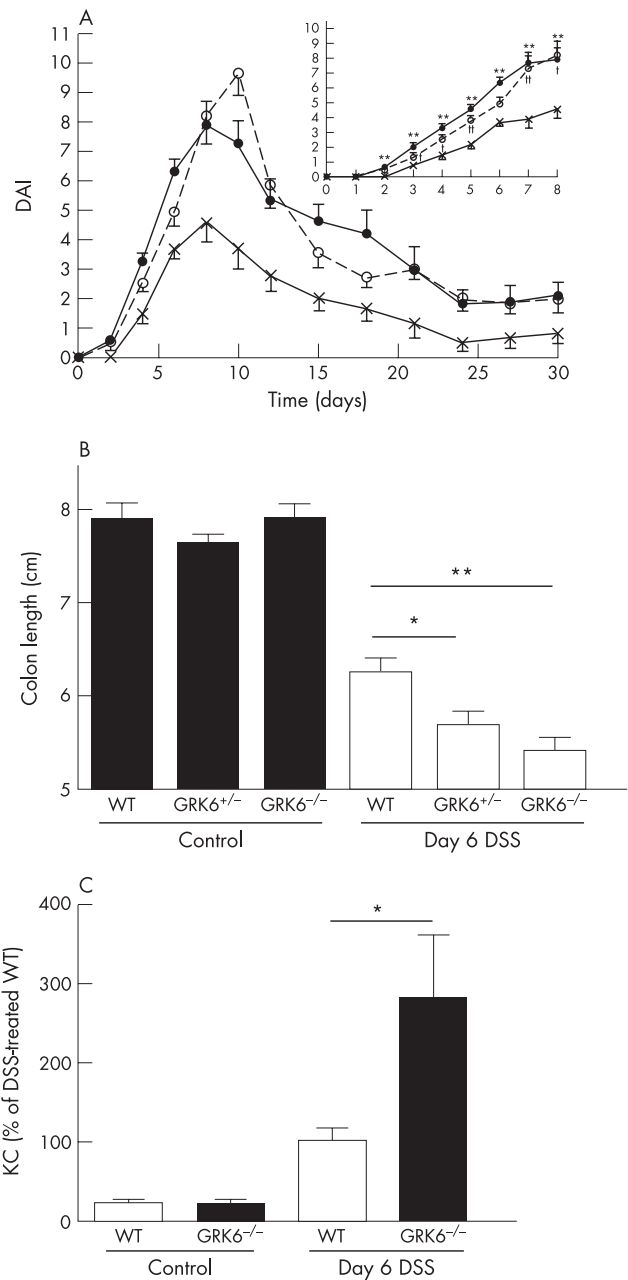 A
DAI
11
10
9
8
7
6
5
4
3
2
1
0
0 5 10 15 20 25 30
Time (days)
10
9
8
7
6
5
4
3
2
1
0
** ** ** ** ** ** **
† † †† †† †
0 1 2 3 4 5 6 7 8
B
Colon length (cm)
8
7
6
5
**
*
WT GRK6+/− GRK6−/− WT GRK6+/− GRK6−/−
Control Day 6 DSS
C
KC (% of DSS-treated WT)
400
300
200
100
0
*
WT GRK6−/− WT GRK6−/−
Control Day 6 DSS